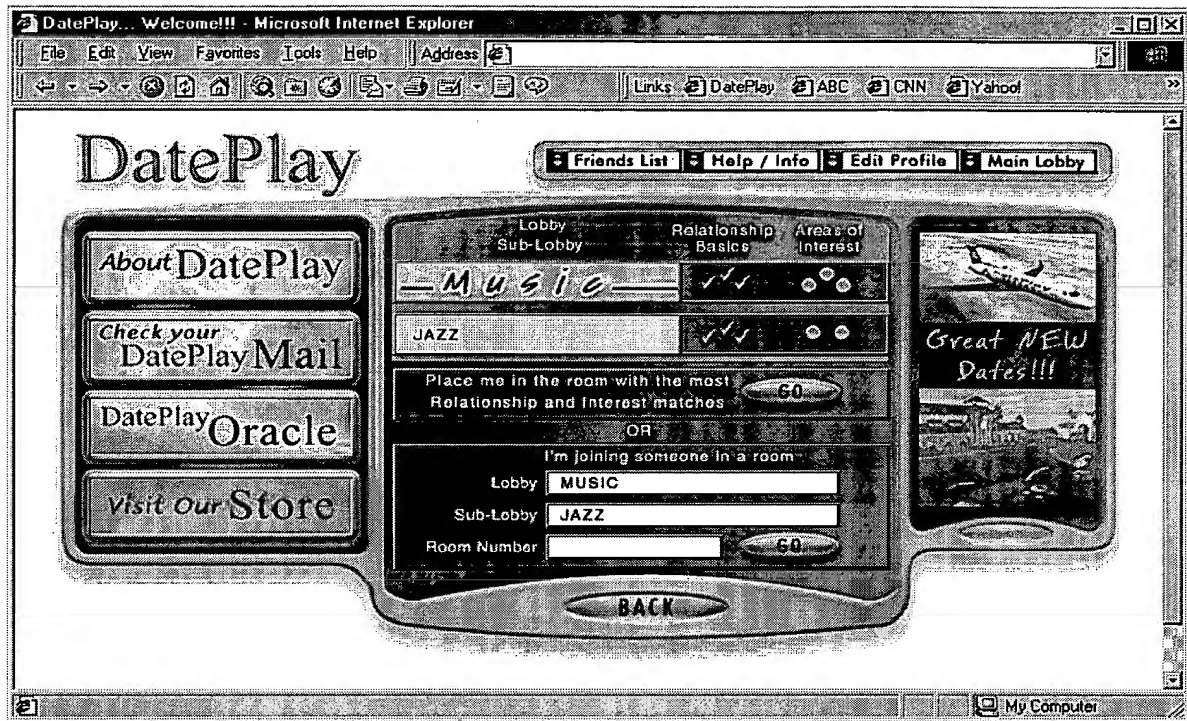 DatePlay... Welcome!!! - Microsoft Internet Explorer
File Edit View Favorites Tools Help Address
Links DatePlay ABC CNN Yahoo! »
DatePlay
Friends List Help / Info Edit Profile Main Lobby
About DatePlay
Check your
DatePlay Mail
DatePlay Oracle
Visit Our Store
Lobby
Sub-Lobby
Relationship
Basics
Areas of
Interest
Music
JAZZ
Place me in the room with the most
Relationship and Interest matches
GO
OR
I'm joining someone in a room
Lobby MUSIC
Sub-Lobby JAZZ
Room Number GO
BACK
Great NEW
Dates!!!
My Computer